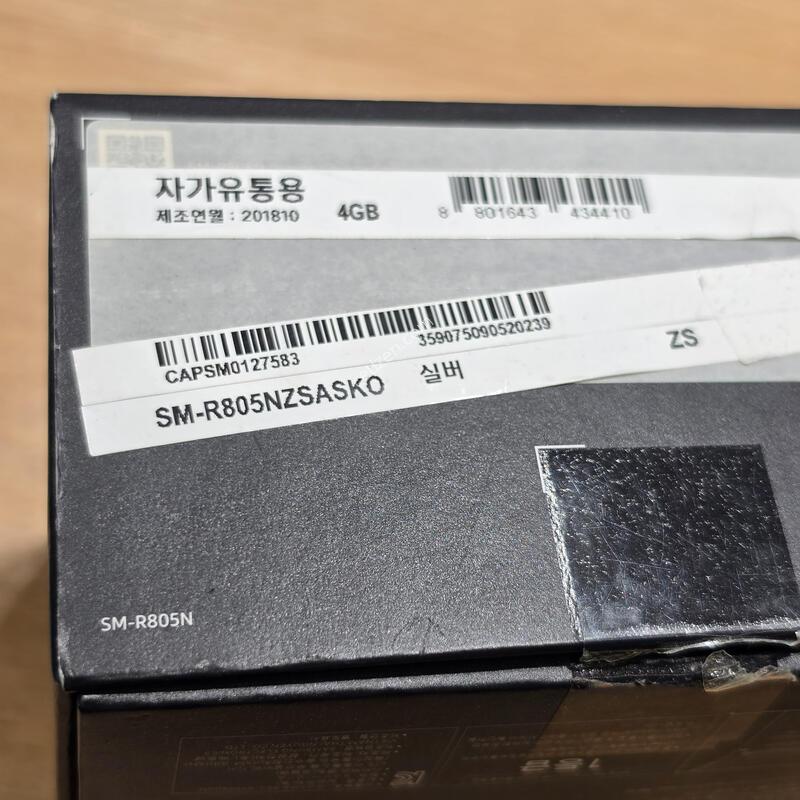 자가유통용
제조연월 : 201810
4GB
8 801643 434410
CAPSM0127583
359075090520239
SM-R805NZSASKO
실버
ZS
SM-R805N